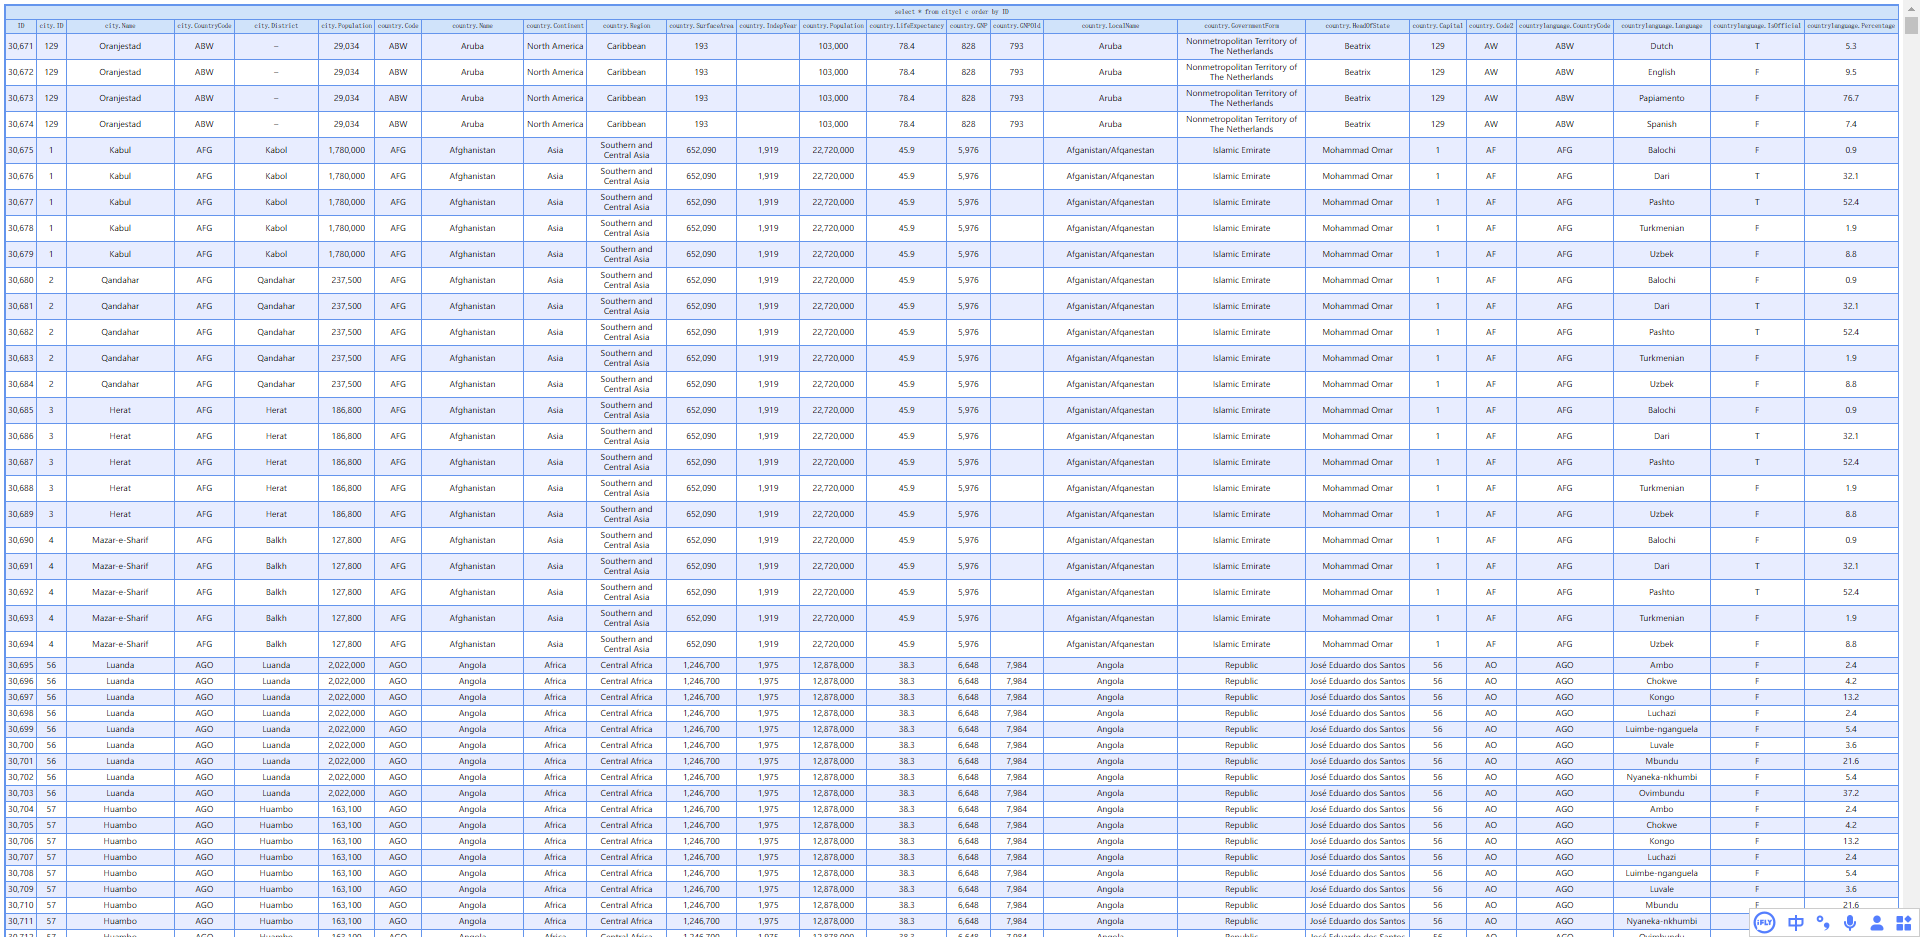 select * from citycl c order by ID
ID city.ID city.Name city.CountryCode city.District city.Population country.Code country.Name country.Continent country.Region country.SurfaceArea country.IndepYear country.Population country.LifeExpectancy country.GNP country.GNPOld country.LocalName country.GovernmentForm country.HeadOfState country.Capital country.Code2 countrylanguage.CountryCode countrylanguage.Language countrylanguage.IsOfficial countrylanguage.Percentage
30,671 129 Oranjestad ABW – 29,034 ABW Aruba North America Caribbean 193 103,000 78.4 828 793 Aruba Nonmetropolitan Territory of The Netherlands Beatrix 129 AW ABW Dutch T 5.3
30,672 129 Oranjestad ABW – 29,034 ABW Aruba North America Caribbean 193 103,000 78.4 828 793 Aruba Nonmetropolitan Territory of The Netherlands Beatrix 129 AW ABW English F 9.5
30,673 129 Oranjestad ABW – 29,034 ABW Aruba North America Caribbean 193 103,000 78.4 828 793 Aruba Nonmetropolitan Territory of The Netherlands Beatrix 129 AW ABW Papiamento F 76.7
30,674 129 Oranjestad ABW – 29,034 ABW Aruba North America Caribbean 193 103,000 78.4 828 793 Aruba Nonmetropolitan Territory of The Netherlands Beatrix 129 AW ABW Spanish F 7.4
30,675 1 Kabul AFG Kabol 1,780,000 AFG Afghanistan Asia Southern and Central Asia 652,090 1,919 22,720,000 45.9 5,976 Afganistan/Afqanestan Islamic Emirate Mohammad Omar 1 AF AFG Balochi F 0.9
30,676 1 Kabul AFG Kabol 1,780,000 AFG Afghanistan Asia Southern and Central Asia 652,090 1,919 22,720,000 45.9 5,976 Afganistan/Afqanestan Islamic Emirate Mohammad Omar 1 AF AFG Dari T 32.1
30,677 1 Kabul AFG Kabol 1,780,000 AFG Afghanistan Asia Southern and Central Asia 652,090 1,919 22,720,000 45.9 5,976 Afganistan/Afqanestan Islamic Emirate Mohammad Omar 1 AF AFG Pashto T 52.4
30,678 1 Kabul AFG Kabol 1,780,000 AFG Afghanistan Asia Southern and Central Asia 652,090 1,919 22,720,000 45.9 5,976 Afganistan/Afqanestan Islamic Emirate Mohammad Omar 1 AF AFG Turkmenian F 1.9
30,679 1 Kabul AFG Kabol 1,780,000 AFG Afghanistan Asia Southern and Central Asia 652,090 1,919 22,720,000 45.9 5,976 Afganistan/Afqanestan Islamic Emirate Mohammad Omar 1 AF AFG Uzbek F 8.8
30,680 2 Qandahar AFG Qandahar 237,500 AFG Afghanistan Asia Southern and Central Asia 652,090 1,919 22,720,000 45.9 5,976 Afganistan/Afqanestan Islamic Emirate Mohammad Omar 1 AF AFG Balochi F 0.9
30,681 2 Qandahar AFG Qandahar 237,500 AFG Afghanistan Asia Southern and Central Asia 652,090 1,919 22,720,000 45.9 5,976 Afganistan/Afqanestan Islamic Emirate Mohammad Omar 1 AF AFG Dari T 32.1
30,682 2 Qandahar AFG Qandahar 237,500 AFG Afghanistan Asia Southern and Central Asia 652,090 1,919 22,720,000 45.9 5,976 Afganistan/Afqanestan Islamic Emirate Mohammad Omar 1 AF AFG Pashto T 52.4
30,683 2 Qandahar AFG Qandahar 237,500 AFG Afghanistan Asia Southern and Central Asia 652,090 1,919 22,720,000 45.9 5,976 Afganistan/Afqanestan Islamic Emirate Mohammad Omar 1 AF AFG Turkmenian F 1.9
30,684 2 Qandahar AFG Qandahar 237,500 AFG Afghanistan Asia Southern and Central Asia 652,090 1,919 22,720,000 45.9 5,976 Afganistan/Afqanestan Islamic Emirate Mohammad Omar 1 AF AFG Uzbek F 8.8
30,685 3 Herat AFG Herat 186,800 AFG Afghanistan Asia Southern and Central Asia 652,090 1,919 22,720,000 45.9 5,976 Afganistan/Afqanestan Islamic Emirate Mohammad Omar 1 AF AFG Balochi F 0.9
30,686 3 Herat AFG Herat 186,800 AFG Afghanistan Asia Southern and Central Asia 652,090 1,919 22,720,000 45.9 5,976 Afganistan/Afqanestan Islamic Emirate Mohammad Omar 1 AF AFG Dari T 32.1
30,687 3 Herat AFG Herat 186,800 AFG Afghanistan Asia Southern and Central Asia 652,090 1,919 22,720,000 45.9 5,976 Afganistan/Afqanestan Islamic Emirate Mohammad Omar 1 AF AFG Pashto T 52.4
30,688 3 Herat AFG Herat 186,800 AFG Afghanistan Asia Southern and Central Asia 652,090 1,919 22,720,000 45.9 5,976 Afganistan/Afqanestan Islamic Emirate Mohammad Omar 1 AF AFG Turkmenian F 1.9
30,689 3 Herat AFG Herat 186,800 AFG Afghanistan Asia Southern and Central Asia 652,090 1,919 22,720,000 45.9 5,976 Afganistan/Afqanestan Islamic Emirate Mohammad Omar 1 AF AFG Uzbek F 8.8
30,690 4 Mazar-e-Sharif AFG Balkh 127,800 AFG Afghanistan Asia Southern and Central Asia 652,090 1,919 22,720,000 45.9 5,976 Afganistan/Afqanestan Islamic Emirate Mohammad Omar 1 AF AFG Balochi F 0.9
30,691 4 Mazar-e-Sharif AFG Balkh 127,800 AFG Afghanistan Asia Southern and Central Asia 652,090 1,919 22,720,000 45.9 5,976 Afganistan/Afqanestan Islamic Emirate Mohammad Omar 1 AF AFG Dari T 32.1
30,692 4 Mazar-e-Sharif AFG Balkh 127,800 AFG Afghanistan Asia Southern and Central Asia 652,090 1,919 22,720,000 45.9 5,976 Afganistan/Afqanestan Islamic Emirate Mohammad Omar 1 AF AFG Pashto T 52.4
30,693 4 Mazar-e-Sharif AFG Balkh 127,800 AFG Afghanistan Asia Southern and Central Asia 652,090 1,919 22,720,000 45.9 5,976 Afganistan/Afqanestan Islamic Emirate Mohammad Omar 1 AF AFG Turkmenian F 1.9
30,694 4 Mazar-e-Sharif AFG Balkh 127,800 AFG Afghanistan Asia Southern and Central Asia 652,090 1,919 22,720,000 45.9 5,976 Afganistan/Afqanestan Islamic Emirate Mohammad Omar 1 AF AFG Uzbek F 8.8
30,695 56 Luanda AGO Luanda 2,022,000 AGO Angola Africa Central Africa 1,246,700 1,975 12,878,000 38.3 6,648 7,984 Angola Republic José Eduardo dos Santos 56 AO AGO Ambo F 2.4
30,696 56 Luanda AGO Luanda 2,022,000 AGO Angola Africa Central Africa 1,246,700 1,975 12,878,000 38.3 6,648 7,984 Angola Republic José Eduardo dos Santos 56 AO AGO Chokwe F 4.2
30,697 56 Luanda AGO Luanda 2,022,000 AGO Angola Africa Central Africa 1,246,700 1,975 12,878,000 38.3 6,648 7,984 Angola Republic José Eduardo dos Santos 56 AO AGO Kongo F 13.2
30,698 56 Luanda AGO Luanda 2,022,000 AGO Angola Africa Central Africa 1,246,700 1,975 12,878,000 38.3 6,648 7,984 Angola Republic José Eduardo dos Santos 56 AO AGO Luchazi F 2.4
30,699 56 Luanda AGO Luanda 2,022,000 AGO Angola Africa Central Africa 1,246,700 1,975 12,878,000 38.3 6,648 7,984 Angola Republic José Eduardo dos Santos 56 AO AGO Luimbe-nganguela F 5.4
30,700 56 Luanda AGO Luanda 2,022,000 AGO Angola Africa Central Africa 1,246,700 1,975 12,878,000 38.3 6,648 7,984 Angola Republic José Eduardo dos Santos 56 AO AGO Luvale F 3.6
30,701 56 Luanda AGO Luanda 2,022,000 AGO Angola Africa Central Africa 1,246,700 1,975 12,878,000 38.3 6,648 7,984 Angola Republic José Eduardo dos Santos 56 AO AGO Mbundu F 21.6
30,702 56 Luanda AGO Luanda 2,022,000 AGO Angola Africa Central Africa 1,246,700 1,975 12,878,000 38.3 6,648 7,984 Angola Republic José Eduardo dos Santos 56 AO AGO Nyaneka-nkhumbi F 5.4
30,703 56 Luanda AGO Luanda 2,022,000 AGO Angola Africa Central Africa 1,246,700 1,975 12,878,000 38.3 6,648 7,984 Angola Republic José Eduardo dos Santos 56 AO AGO Ovimbundu F 37.2
30,704 57 Huambo AGO Huambo 163,100 AGO Angola Africa Central Africa 1,246,700 1,975 12,878,000 38.3 6,648 7,984 Angola Republic José Eduardo dos Santos 56 AO AGO Ambo F 2.4
30,705 57 Huambo AGO Huambo 163,100 AGO Angola Africa Central Africa 1,246,700 1,975 12,878,000 38.3 6,648 7,984 Angola Republic José Eduardo dos Santos 56 AO AGO Chokwe F 4.2
30,706 57 Huambo AGO Huambo 163,100 AGO Angola Africa Central Africa 1,246,700 1,975 12,878,000 38.3 6,648 7,984 Angola Republic José Eduardo dos Santos 56 AO AGO Kongo F 13.2
30,707 57 Huambo AGO Huambo 163,100 AGO Angola Africa Central Africa 1,246,700 1,975 12,878,000 38.3 6,648 7,984 Angola Republic José Eduardo dos Santos 56 AO AGO Luchazi F 2.4
30,708 57 Huambo AGO Huambo 163,100 AGO Angola Africa Central Africa 1,246,700 1,975 12,878,000 38.3 6,648 7,984 Angola Republic José Eduardo dos Santos 56 AO AGO Luimbe-nganguela F 5.4
30,709 57 Huambo AGO Huambo 163,100 AGO Angola Africa Central Africa 1,246,700 1,975 12,878,000 38.3 6,648 7,984 Angola Republic José Eduardo dos Santos 56 AO AGO Luvale F 3.6
30,710 57 Huambo AGO Huambo 163,100 AGO Angola Africa Central Africa 1,246,700 1,975 12,878,000 38.3 6,648 7,984 Angola Republic José Eduardo dos Santos 56 AO AGO Mbundu F 21.6
30,711 57 Huambo AGO Huambo 163,100 AGO Angola Africa Central Africa 1,246,700 1,975 12,878,000 38.3 6,648 7,984 Angola Republic José Eduardo dos Santos 56 AO AGO Nyaneka-nkhumbi
iFLY 中